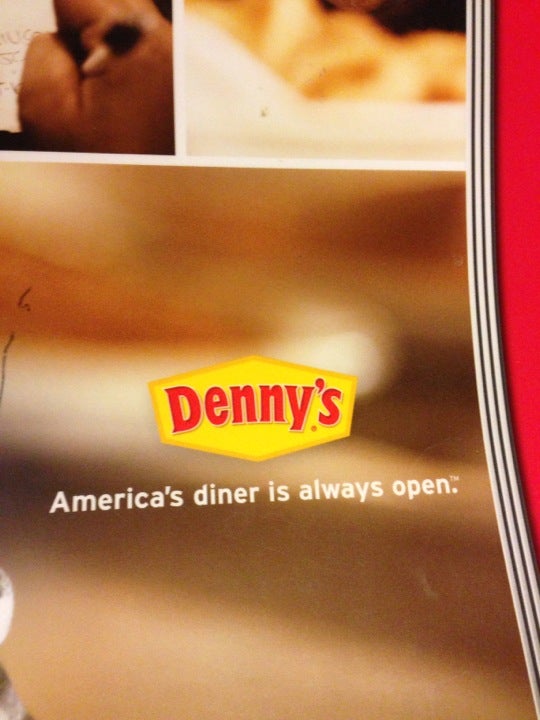 Denny's
America's diner is always open.™